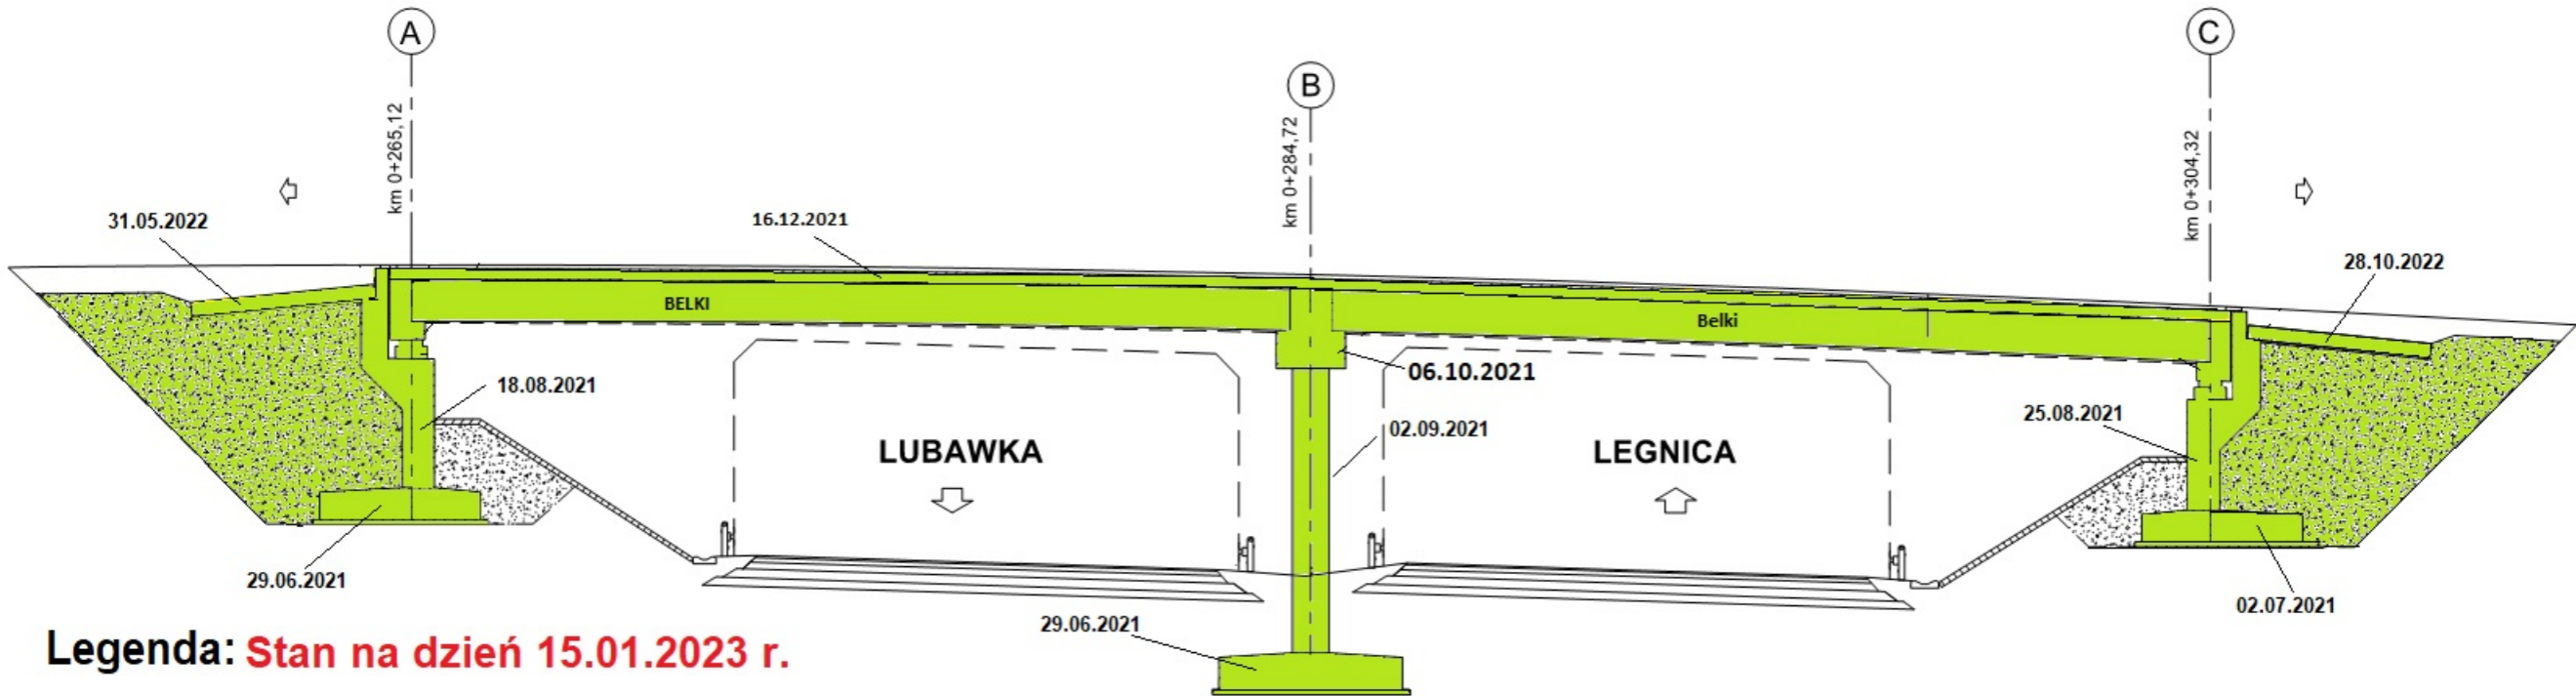 A
B
C
km 0+265,12
km 0+284,72
km 0+304,32
31.05.2022
16.12.2021
28.10.2022
BELKI
Belki
18.08.2021
06.10.2021
25.08.2021
02.09.2021
LUBAWKA
LEGNICA
29.06.2021
02.07.2021
29.06.2021
Legenda: Stan na dzień 15.01.2023 r.